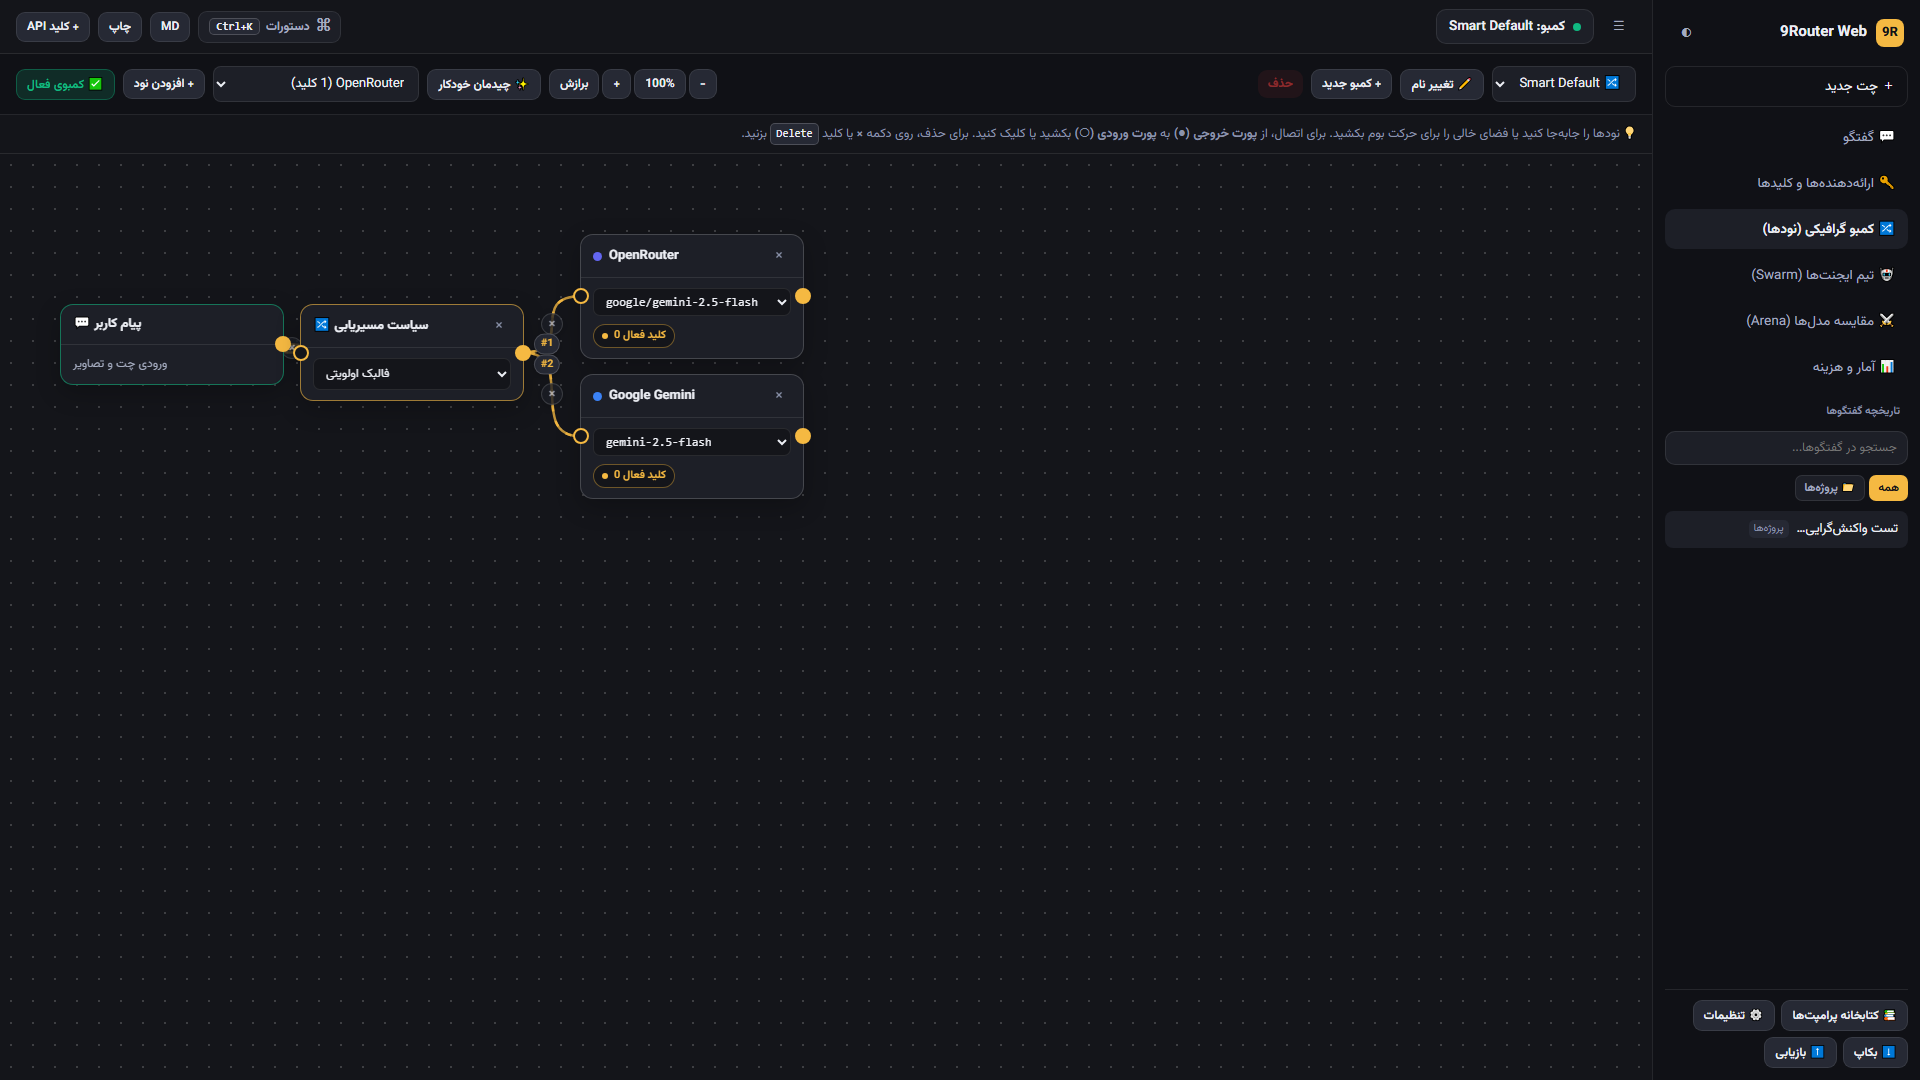 9R 9Router Web
+ چت جدید
گفتگو
ارائه‌دهنده‌ها و کلیدها
کمبو گرافیکی (نودها)
تیم ایجنت‌ها (Swarm)
مقایسه مدل‌ها (Arena)
آمار و هزینه
تاریخچه گفتگوها
جستجو در گفتگوها...
همه پروژه‌ها
تست واکنش‌گرایی... پروژه‌ها
کتابخانه پرامپت‌ها تنظیمات
بکاپ بازیابی
کمبو: Smart Default
⌘ دستورات Ctrl+K
MD
چاپ
+ کلید API
Smart Default
تغییر نام
+ کمبو جدید
حذف
-
100%
+
برازش
چیدمان خودکار
OpenRouter (1 کلید)
+ افزودن نود
کمبوی فعال
نودها را جابه‌جا کنید یا فضای خالی را برای حرکت بوم بکشید. برای اتصال، از پورت خروجی (●) به پورت ورودی (○) بکشید یا کلیک کنید. برای حذف، روی دکمه × یا کلید Delete بزنید.
پیام کاربر
ورودی چت و تصاویر
سیاست مسیریابی ×
فالبک اولویتی
×
#1
#2
×
OpenRouter ×
google/gemini-2.5-flash
0 کلید فعال
Google Gemini ×
gemini-2.5-flash
0 کلید فعال